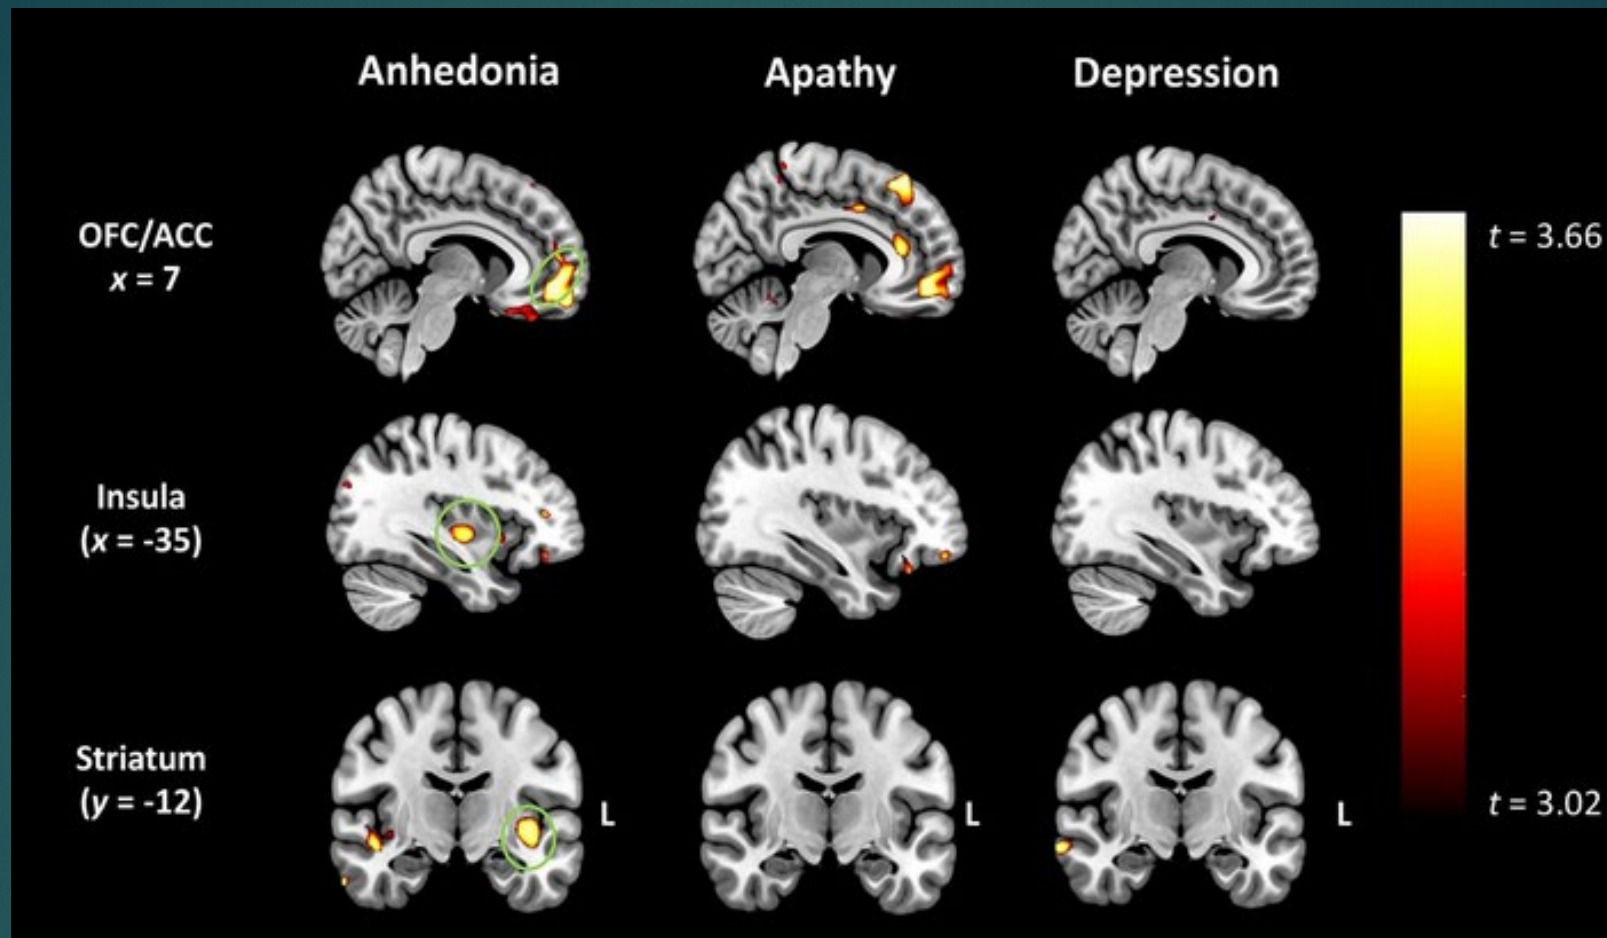 Anhedonia
Apathy
Depression
OFC/ACC
x = 7
t = 3.66
Insula
(x = -35)
Striatum
(y = -12)
L
L
L
t = 3.02